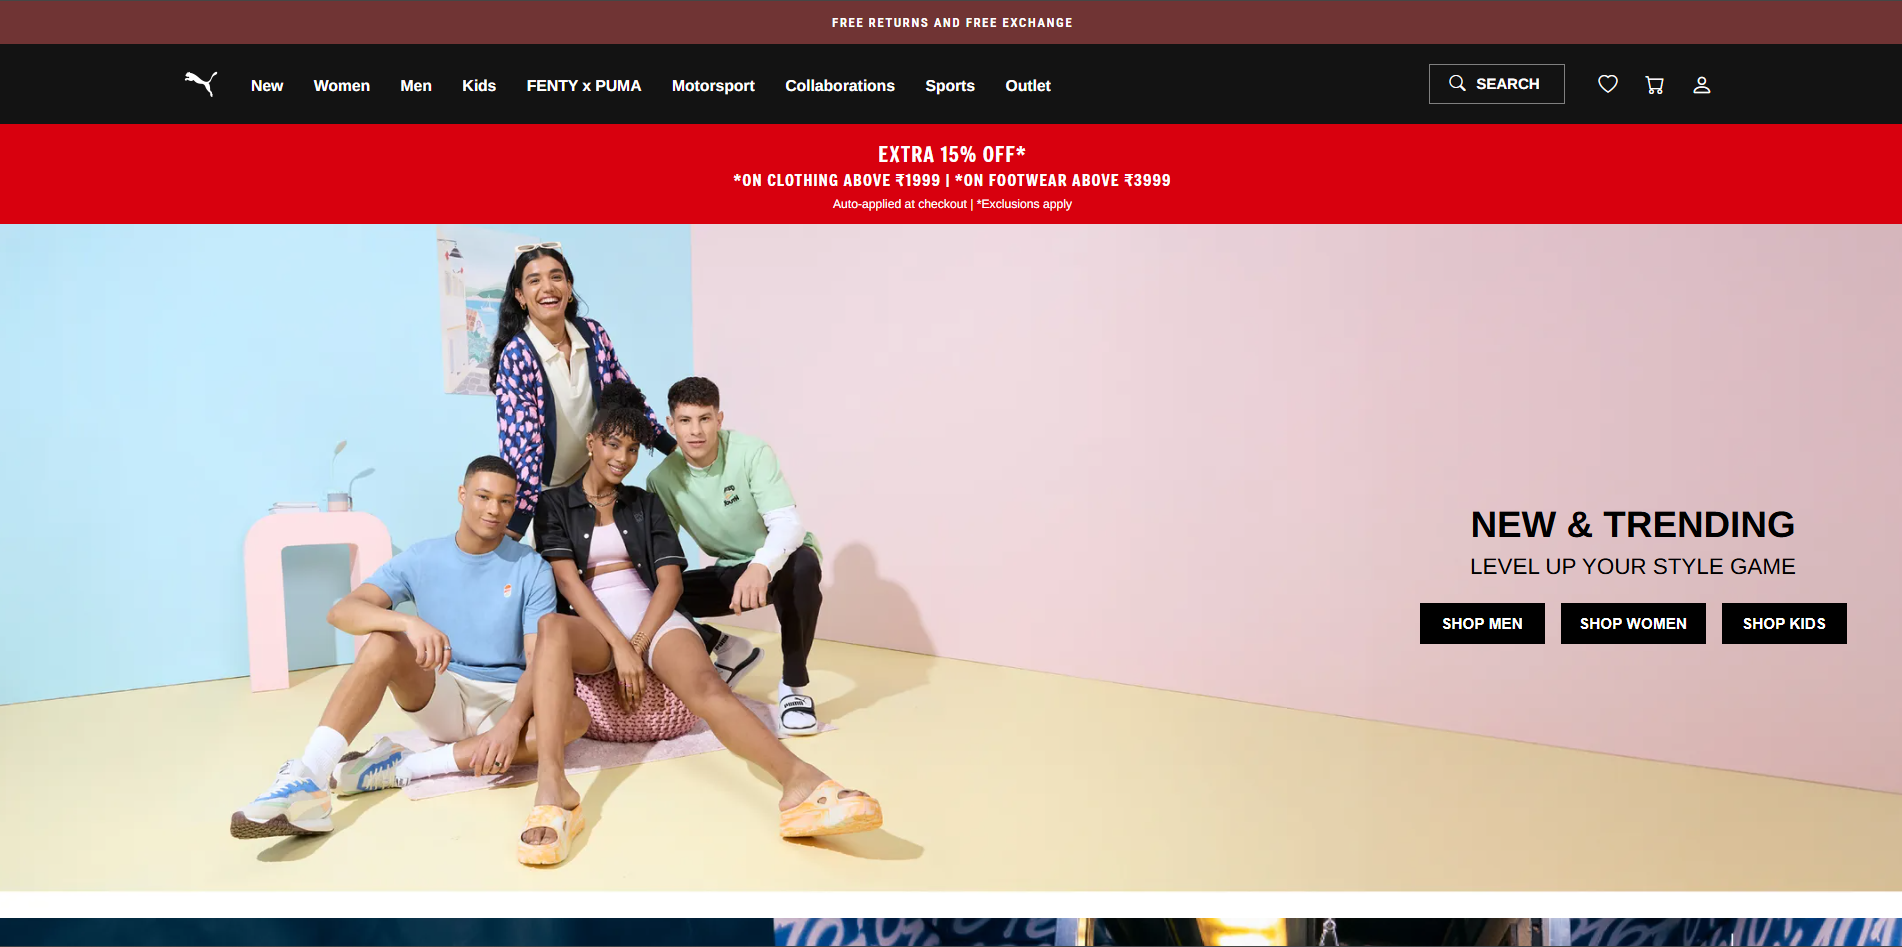 FREE RETURNS AND FREE EXCHANGE
New Women Men Kids FENTY x PUMA Motorsport Collaborations Sports Outlet SEARCH
EXTRA 15% OFF*
*ON CLOTHING ABOVE ₹1999 | *ON FOOTWEAR ABOVE ₹3999
Auto-applied at checkout | *Exclusions apply
NEW & TRENDING
LEVEL UP YOUR STYLE GAME
SHOP MEN SHOP WOMEN SHOP KIDS
PUMA